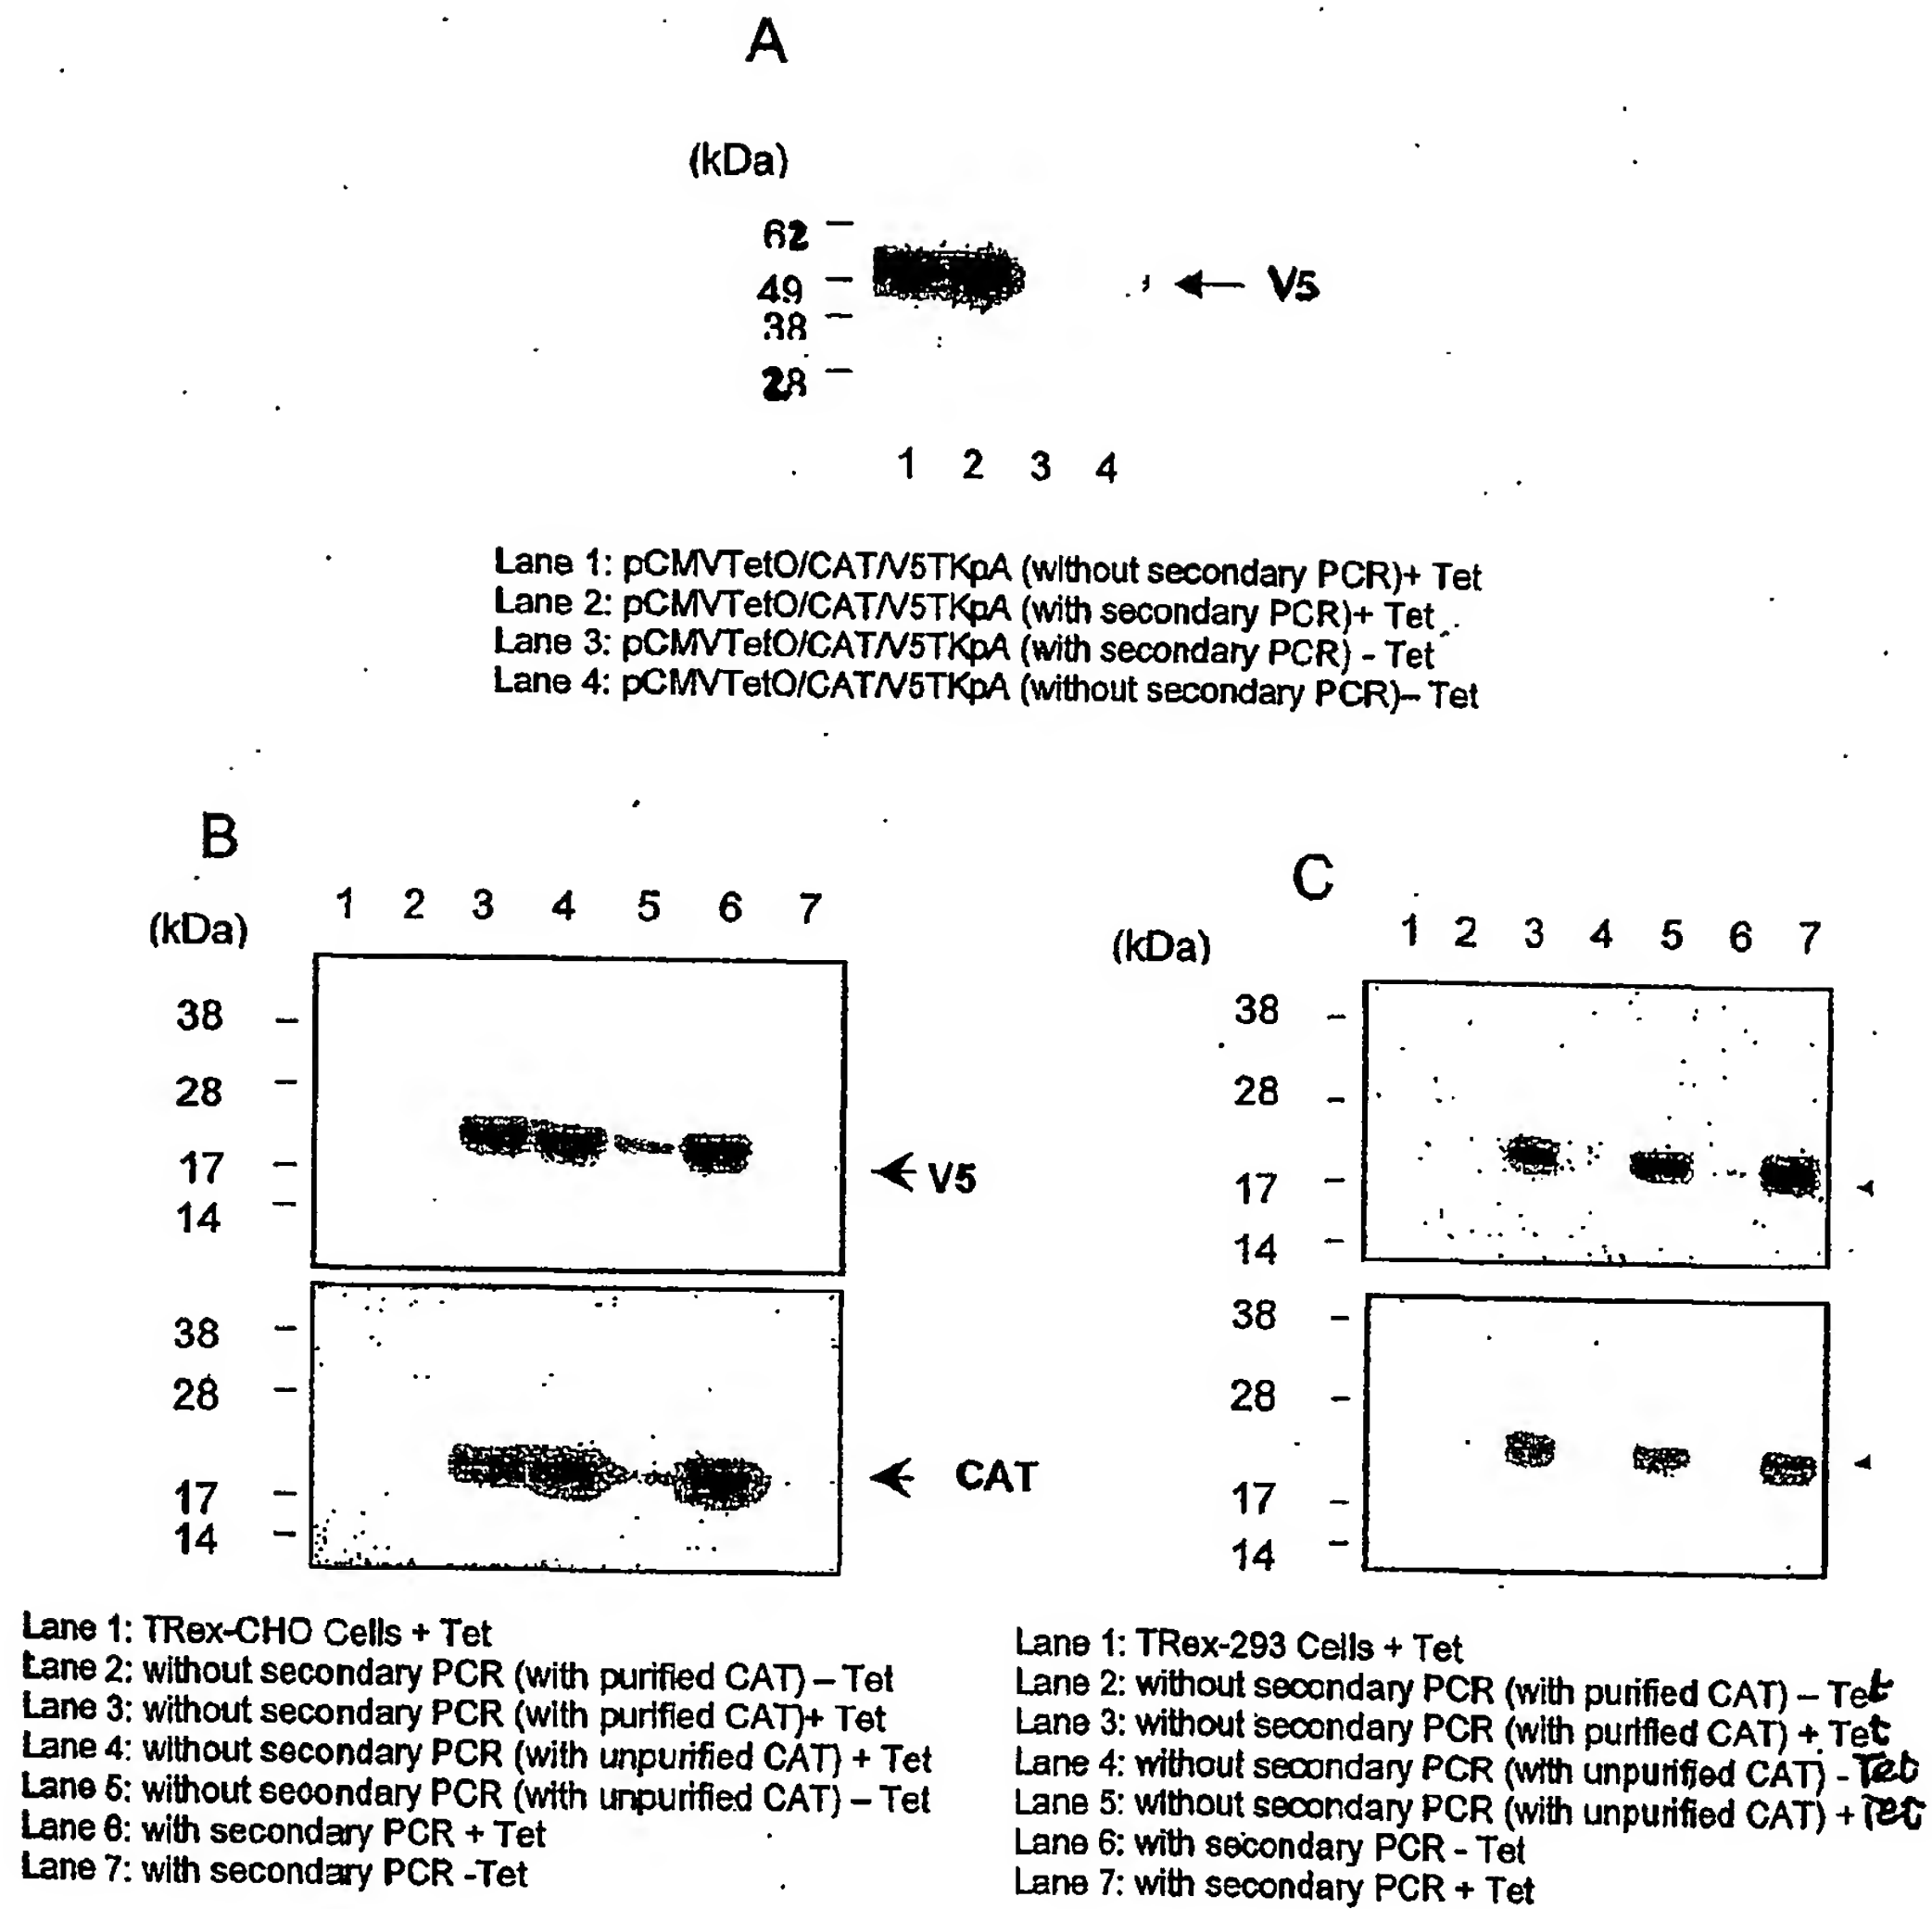 A
(kDa)
62
49
38
28
V5
1 2 3 4
Lane 1: pCMVTetO/CAT/V5TKpA (without secondary PCR)+ Tet
Lane 2: pCMVTetO/CAT/V5TKpA (with secondary PCR)+ Tet
Lane 3: pCMVTetO/CAT/V5TKpA (with secondary PCR) - Tet
Lane 4: pCMVTetO/CAT/V5TKpA (without secondary PCR)– Tet
B
1 2 3 4 5 6 7
(kDa)
38
28
17
14
V5
38
28
17
14
CAT
Lane 1: TRex-CHO Cells + Tet
Lane 2: without secondary PCR (with purified CAT) – Tet
Lane 3: without secondary PCR (with purified CAT)+ Tet
Lane 4: without secondary PCR (with unpurified CAT) + Tet
Lane 5: without secondary PCR (with unpurified CAT) – Tet
Lane 6: with secondary PCR + Tet
Lane 7: with secondary PCR -Tet
C
1 2 3 4 5 6 7
(kDa)
38
28
17
14
38
28
17
14
Lane 1: TRex-293 Cells + Tet
Lane 2: without secondary PCR (with purified CAT) – Tet
Lane 3: without secondary PCR (with purified CAT) + Tet
Lane 4: without secondary PCR (with unpurified CAT) - Tet
Lane 5: without secondary PCR (with unpurified CAT) + Tet
Lane 6: with secondary PCR - Tet
Lane 7: with secondary PCR + Tet